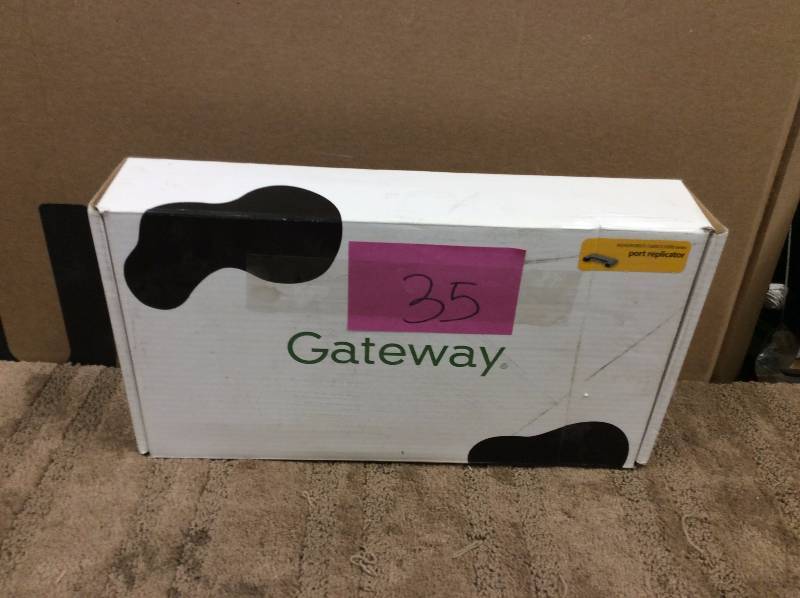 port replicator
35
Gateway®